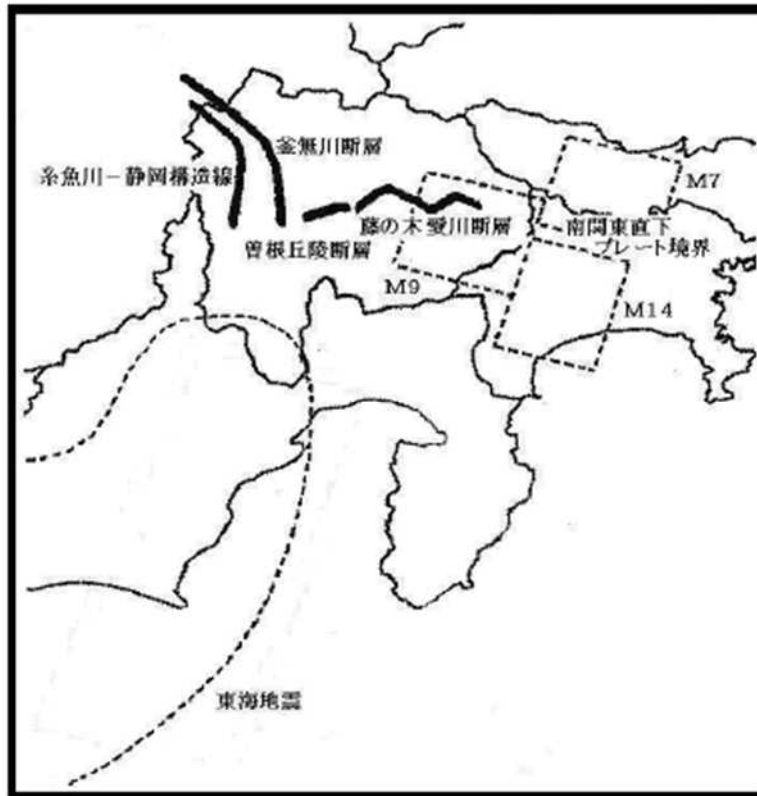 釜無川断層
糸魚川－静岡構造線
M7
藤の木愛川断層
南関東直下
プレート境界
曽根丘陵断層
M9
M14
東海地震